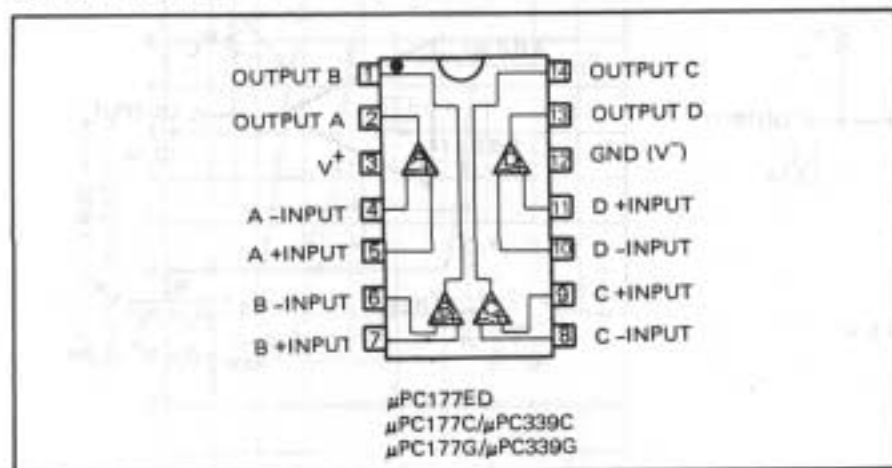 OUTPUT B 1
14 OUTPUT C
OUTPUT A 2
13 OUTPUT D
V+ 3
12 GND (V-)
A -INPUT 4
11 D +INPUT
A +INPUT 5
10 D -INPUT
B -INPUT 6
9 C +INPUT
B +INPUT 7
8 C -INPUT
μPC177ED
μPC177C/μPC339C
μPC177G/μPC339G